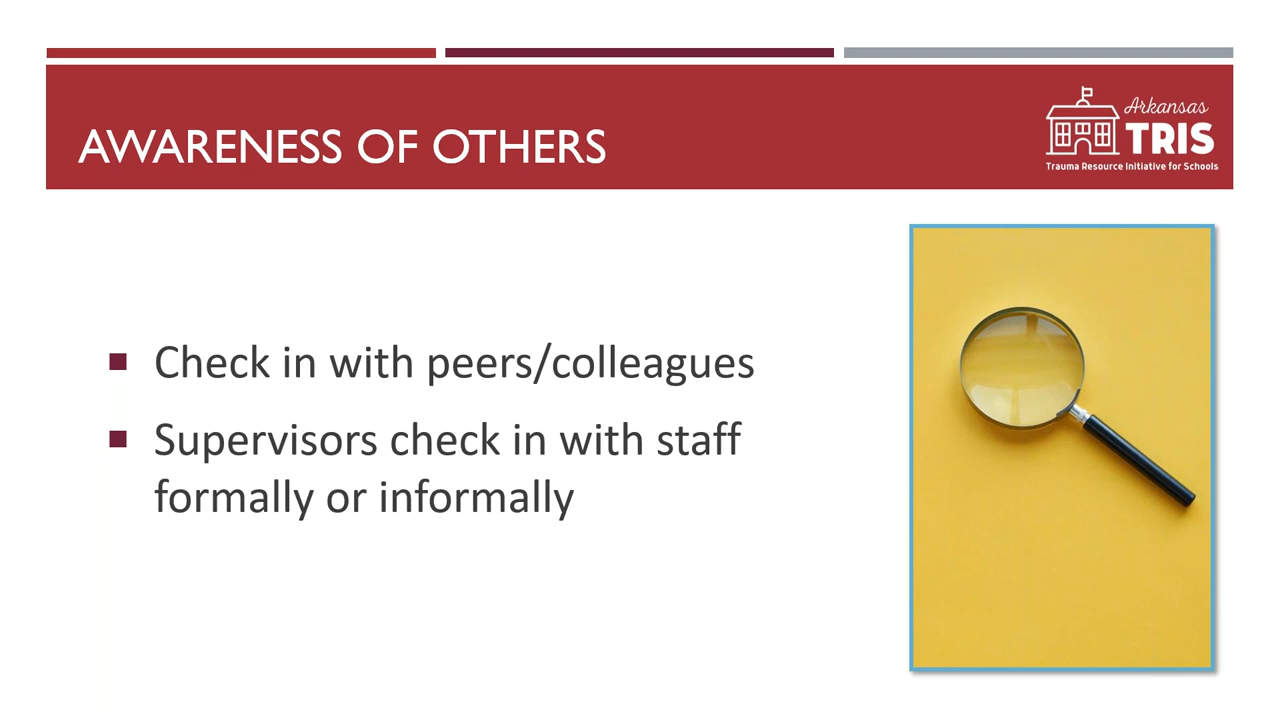 AWARENESS OF OTHERS
Arkansas
TRIS
Trauma Resource Initiative for Schools
Check in with peers/colleagues
Supervisors check in with staff
formally or informally